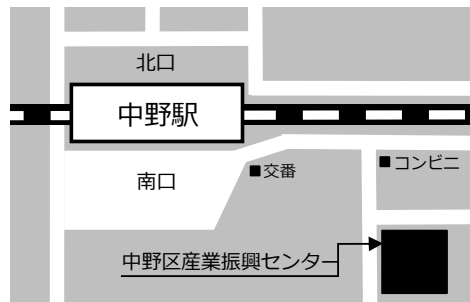 北口
中野駅
南口
■交番
■コンビニ
中野区産業振興センター